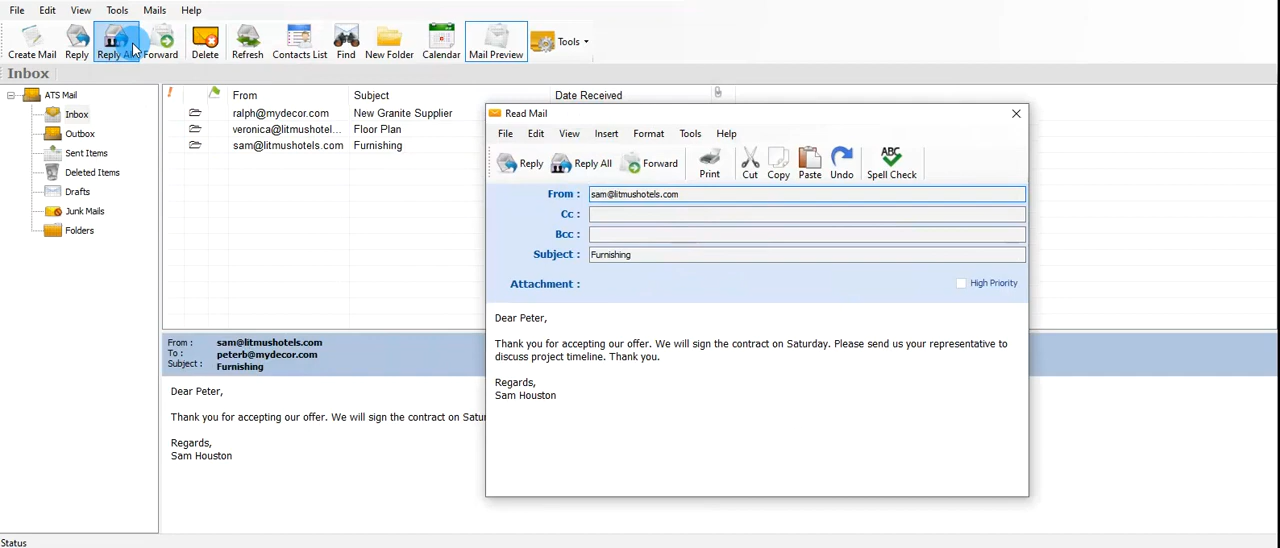 File Edit View Tools Mails Help
Create Mail Reply Reply All Forward Delete Refresh Contacts List Find New Folder Calendar Mail Preview Tools
Inbox
ATS Mail
Inbox
Outbox
Sent Items
Deleted Items
Drafts
Junk Mails
Folders
From Subject Date Received
ralph@mydecor.com New Granite Supplier
veronica@litmushotel... Floor Plan
sam@litmushotels.com Furnishing
From : sam@litmushotels.com
To : peterb@mydecor.com
Subject : Furnishing
Dear Peter,
Thank you for accepting our offer. We will sign the contract on Satu
Regards,
Sam Houston
Read Mail
File Edit View Insert Format Tools Help
Reply Reply All Forward Print Cut Copy Paste Undo ABC Spell Check
From : sam@litmushotels.com
Cc :
Bcc :
Subject : Furnishing
Attachment : High Priority
Dear Peter,
Thank you for accepting our offer. We will sign the contract on Saturday. Please send us your representative to
discuss project timeline. Thank you.
Regards,
Sam Houston
Status